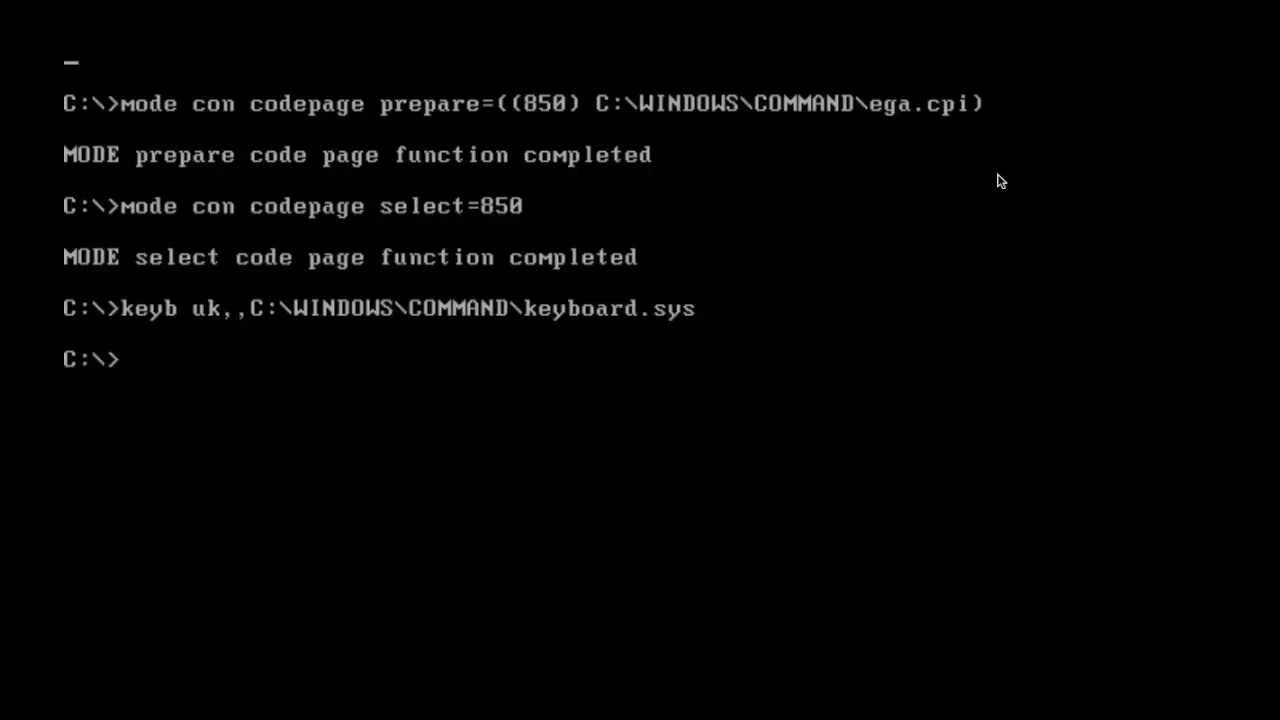 C:\>mode con codepage prepare=((850) C:\WINDOWS\COMMAND\ega.cpi)
MODE prepare code page function completed
C:\>mode con codepage select=850
MODE select code page function completed
C:\>keyb uk,,C:\WINDOWS\COMMAND\keyboard.sys
C:\>